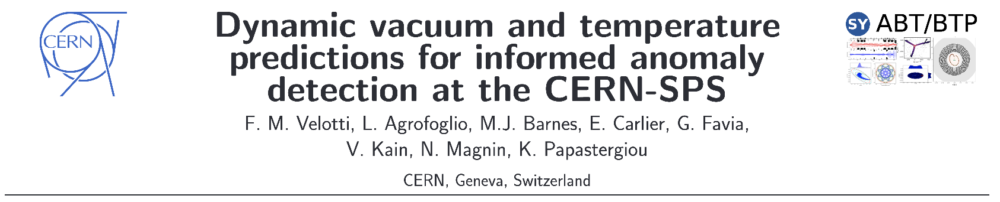 CERN
Dynamic vacuum and temperature
predictions for informed anomaly
detection at the CERN-SPS
F. M. Velotti, L. Agrofoglio, M.J. Barnes, E. Carlier, G. Favia,
V. Kain, N. Magnin, K. Papastergiou
CERN, Geneva, Switzerland
SY ABT/BTP